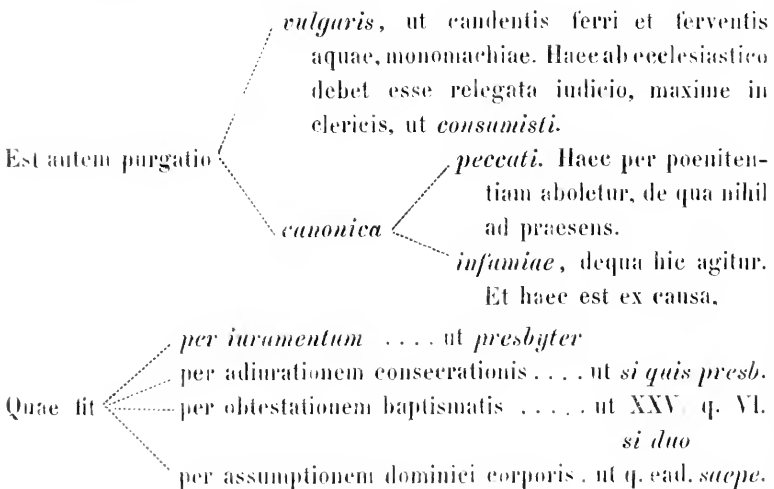 vulgaris, ut candentis ferri et ferventis
aquae, monomachiae. Haec ab ecclesiastico
debet esse relegata iudicio, maxime in
clericis, ut consumisti.
Est autem purgatio
peccati. Haec per poeniten-
tiam aboletur, de qua nihil
ad praesens.
canonica
infamiae, de qua hic agitur.
Et haec est ex causa,
per iuramentum .... ut presbyter
per adiurationem consecrationis .... ut si quis presb.
Quae fit
per obtestationem baptismatis ..... ut XXV. q. VI.
si duo
per assumptionem dominici corporis . ut q. ead. saepe.